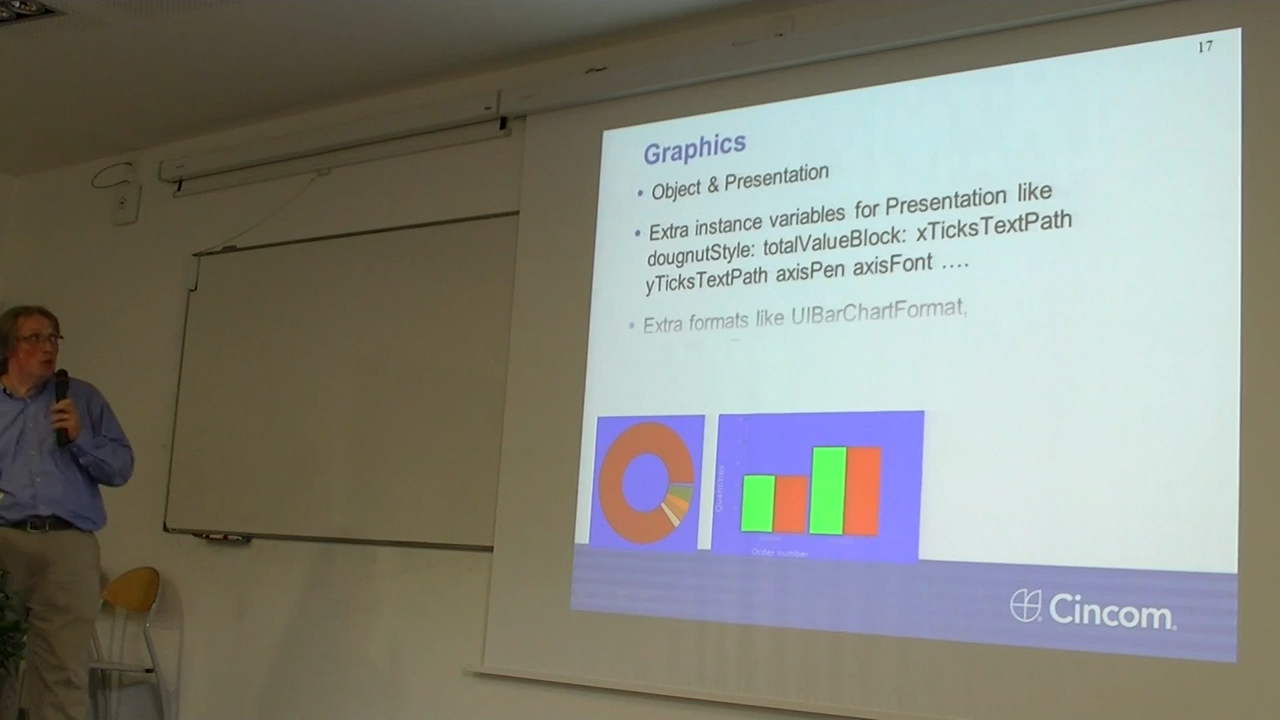 17
Graphics
• Object & Presentation
• Extra instance variables for Presentation like
dougnutStyle: totalValueBlock: xTicksTextPath
yTicksTextPath axisPen axisFont ....
• Extra formats like UIBarChartFormat,
Quantities
Order number
Cincom